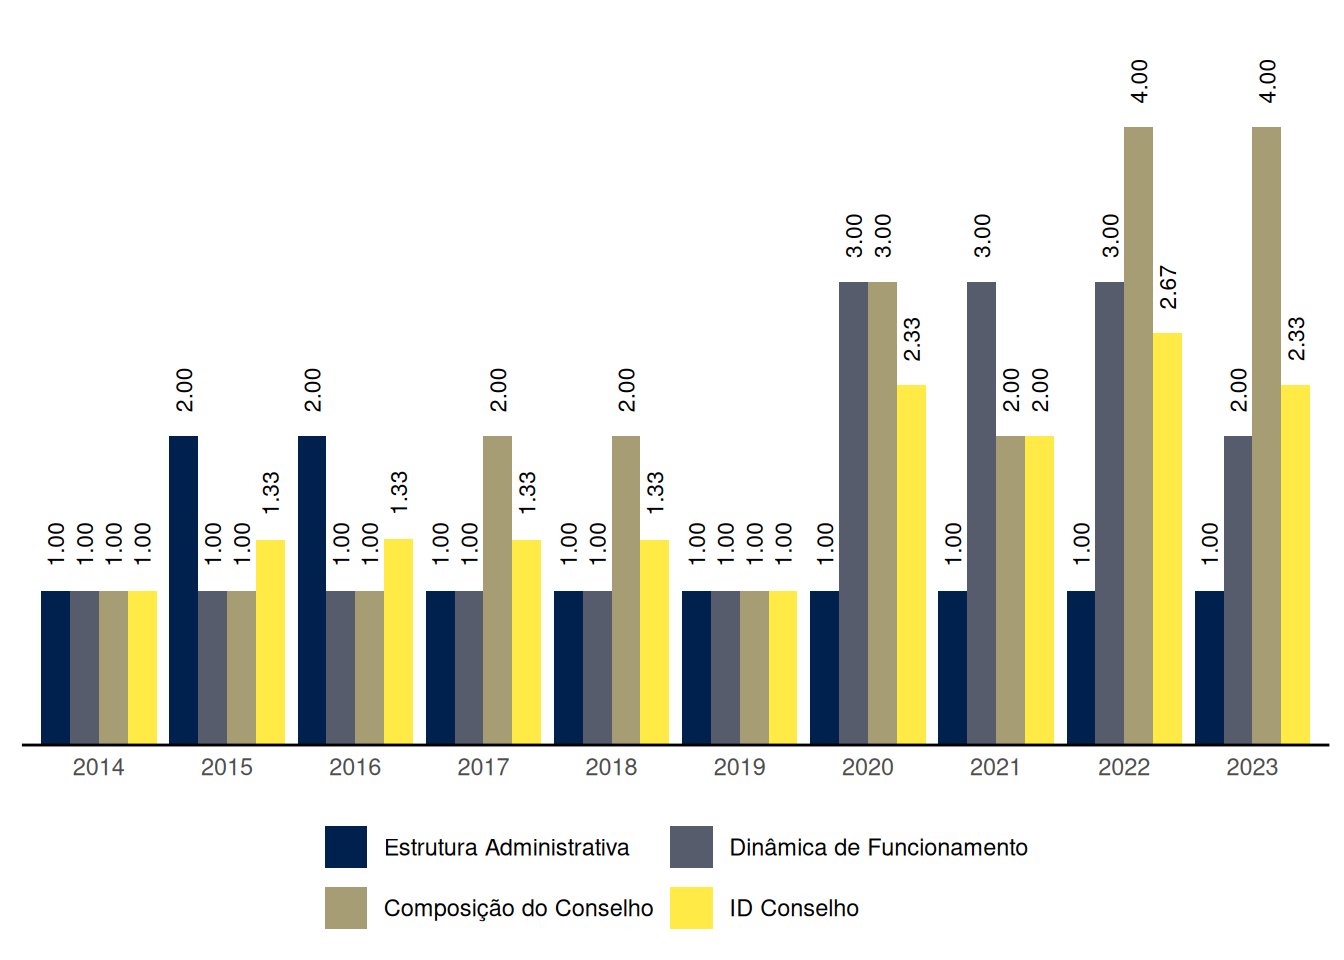 4.00 4.00
3.00 3.00 3.00 3.00 2.67
2.33 2.33
2.00 2.00 2.00 2.00 2.00 2.00 2.00
1.33 1.33 1.33 1.33
1.00 1.00 1.00 1.00 1.00 1.00 1.00 1.00 1.00 1.00 1.00 1.00 1.00 1.00 1.00 1.00 1.00 1.00 1.00 1.00 1.00
2014 2015 2016 2017 2018 2019 2020 2021 2022 2023
Estrutura Administrativa Dinâmica de Funcionamento
Composição do Conselho ID Conselho